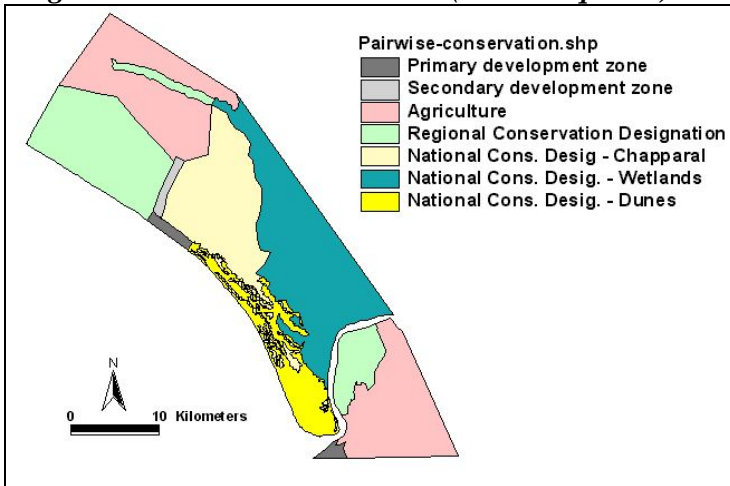 Pairwise-conservation.shp
Primary development zone
Secondary development zone
Agriculture
Regional Conservation Designation
National Cons. Desig - Chapparal
National Cons. Desig. - Wetlands
National Cons. Desig. - Dunes
N
0 10 Kilometers